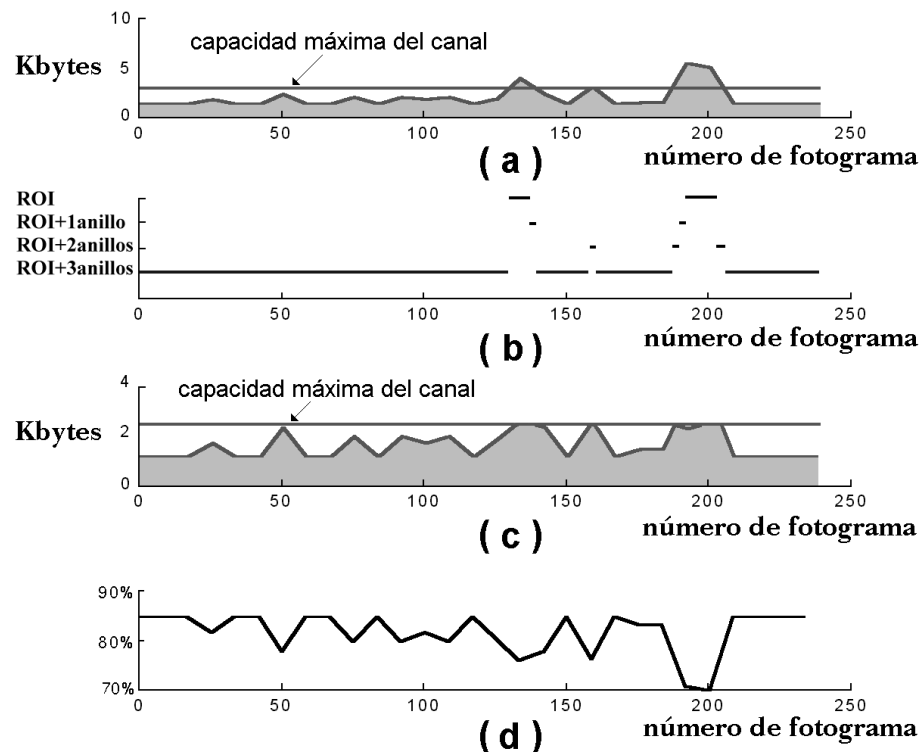 10
capacidad máxima del canal
Kbytes
5
0
0 50 100 150 200 250
( a )
número de fotograma
ROI
ROI+1anillo
ROI+2anillos
ROI+3anillos
0 50 100 150 200 250
( b )
número de fotograma
4
capacidad máxima del canal
Kbytes
2
0
0 50 100 150 200 250
( c )
número de fotograma
90%
80%
70%
0 50 100 150 200 250
( d )
número de fotograma